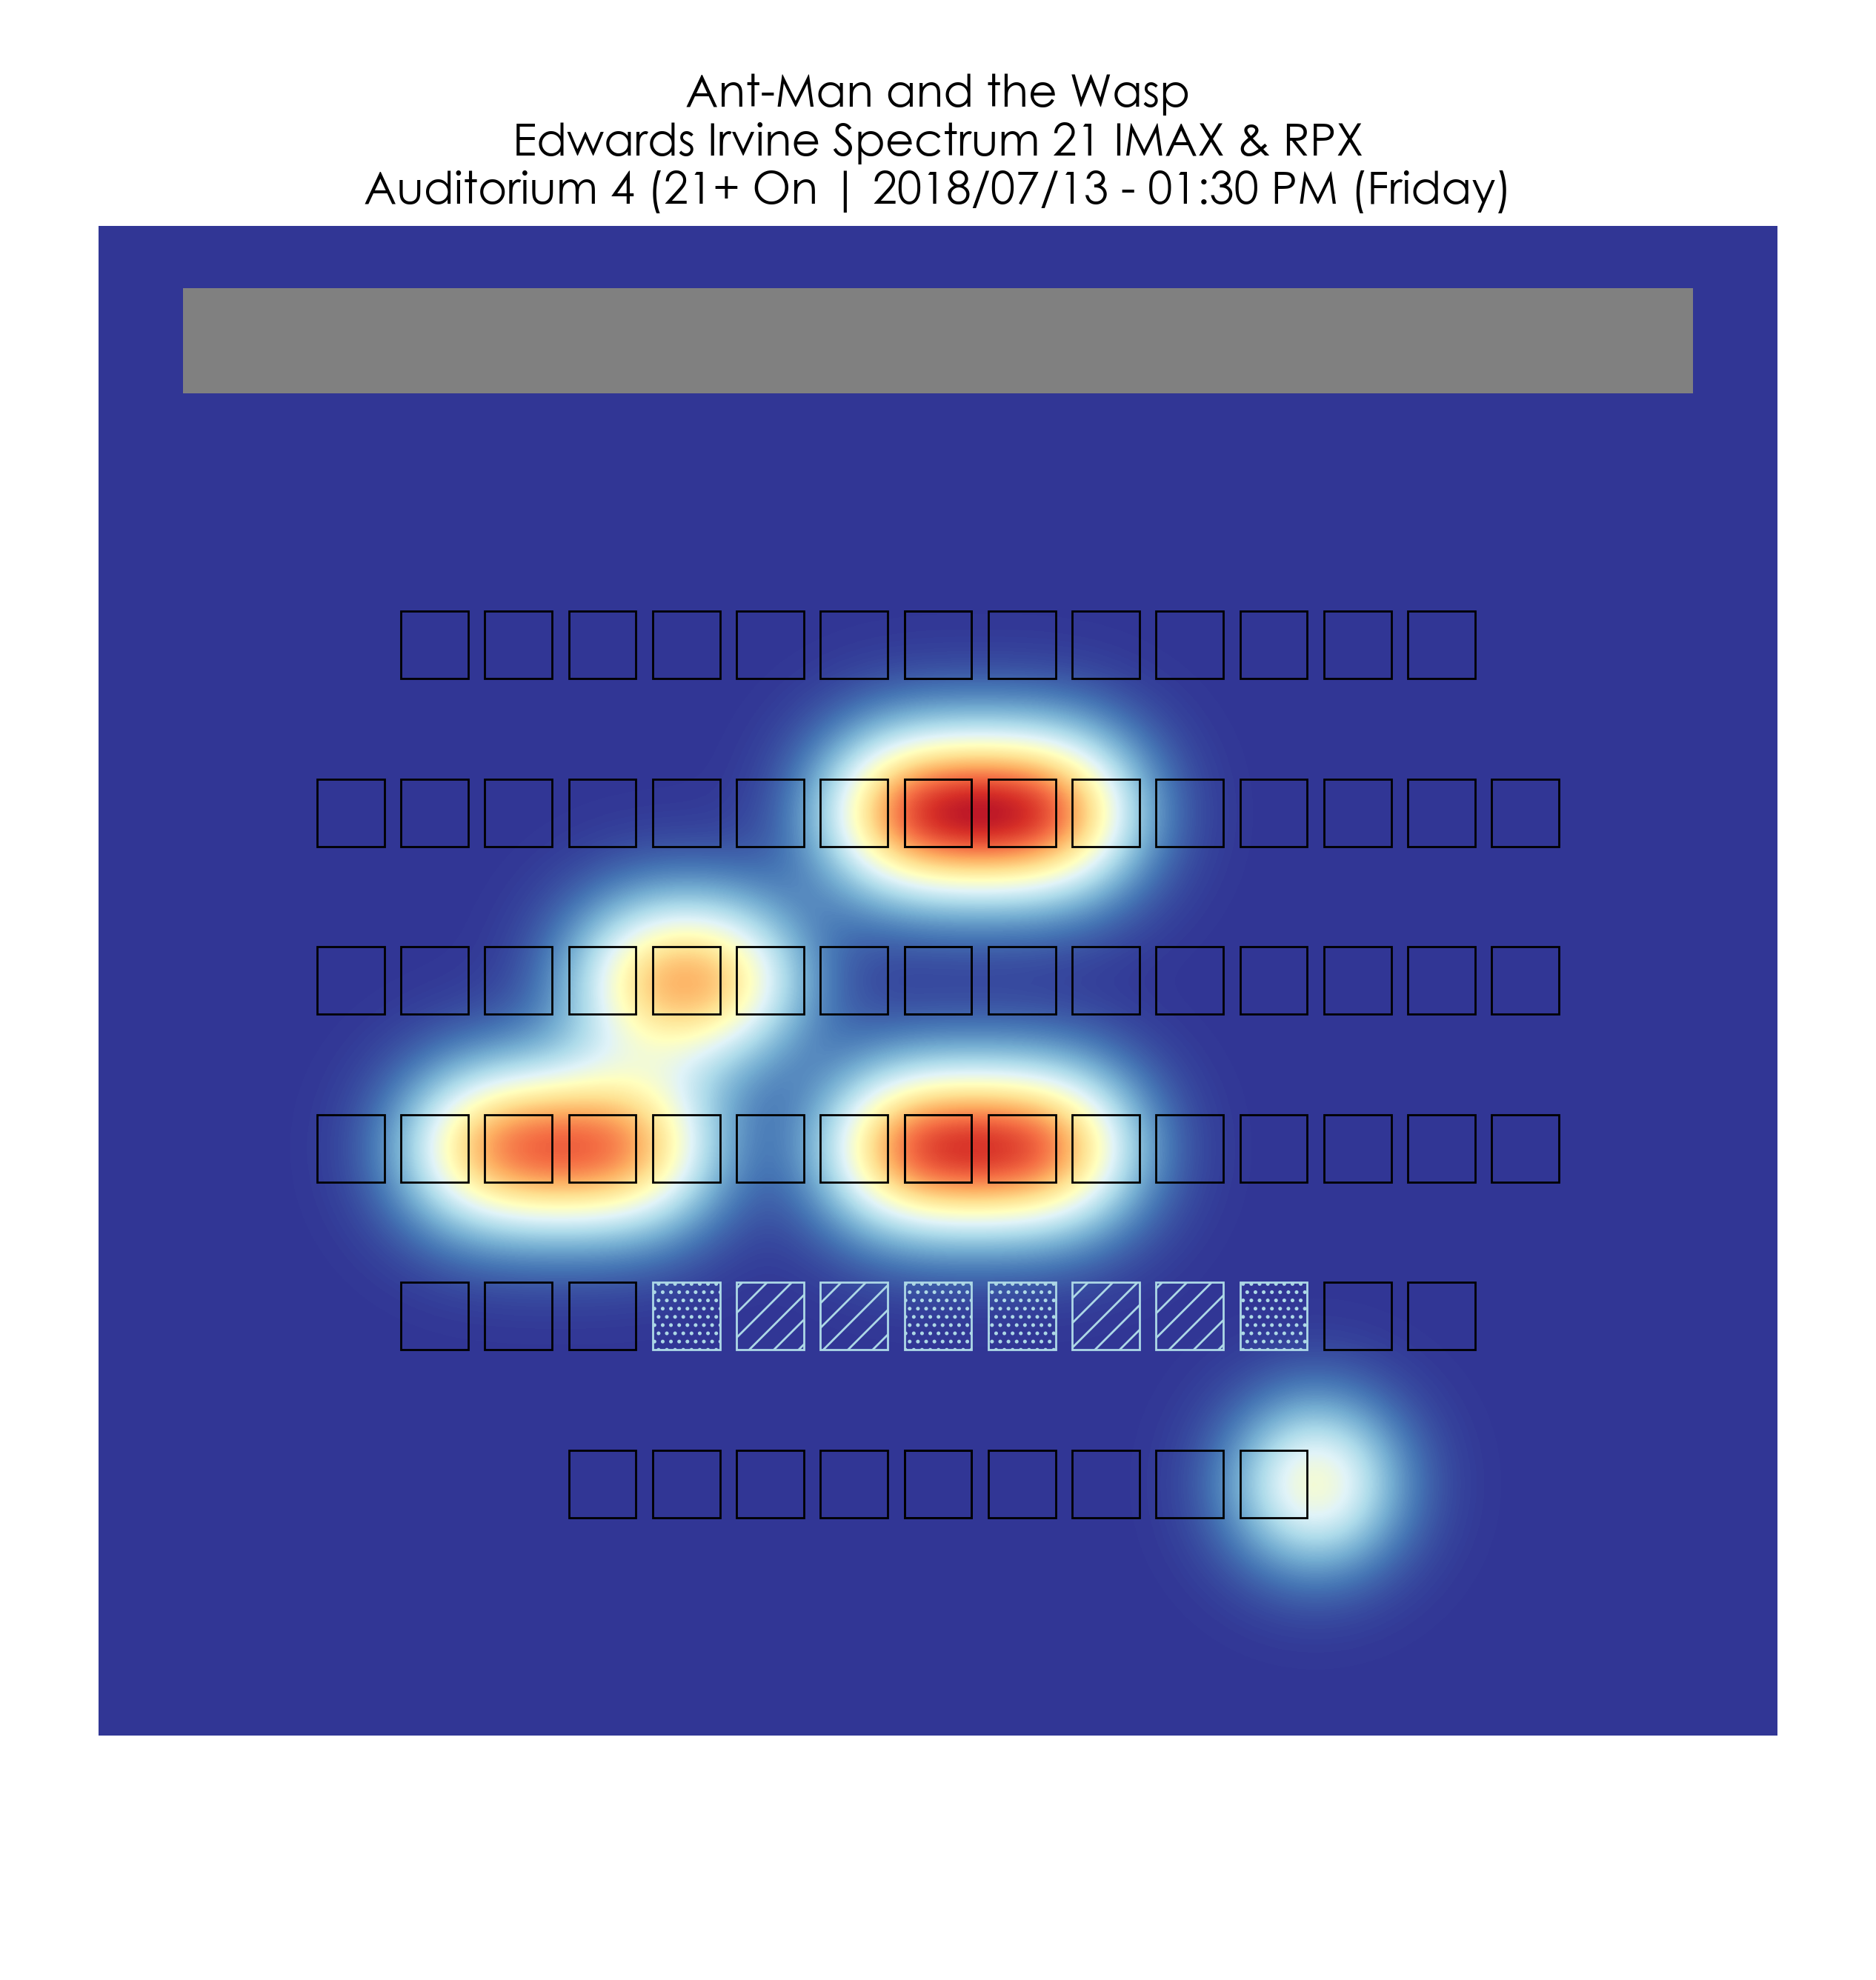 Ant-Man and the Wasp
Edwards Irvine Spectrum 21 IMAX & RPX
Auditorium 4 (21+ On | 2018/07/13 - 01:30 PM (Friday)